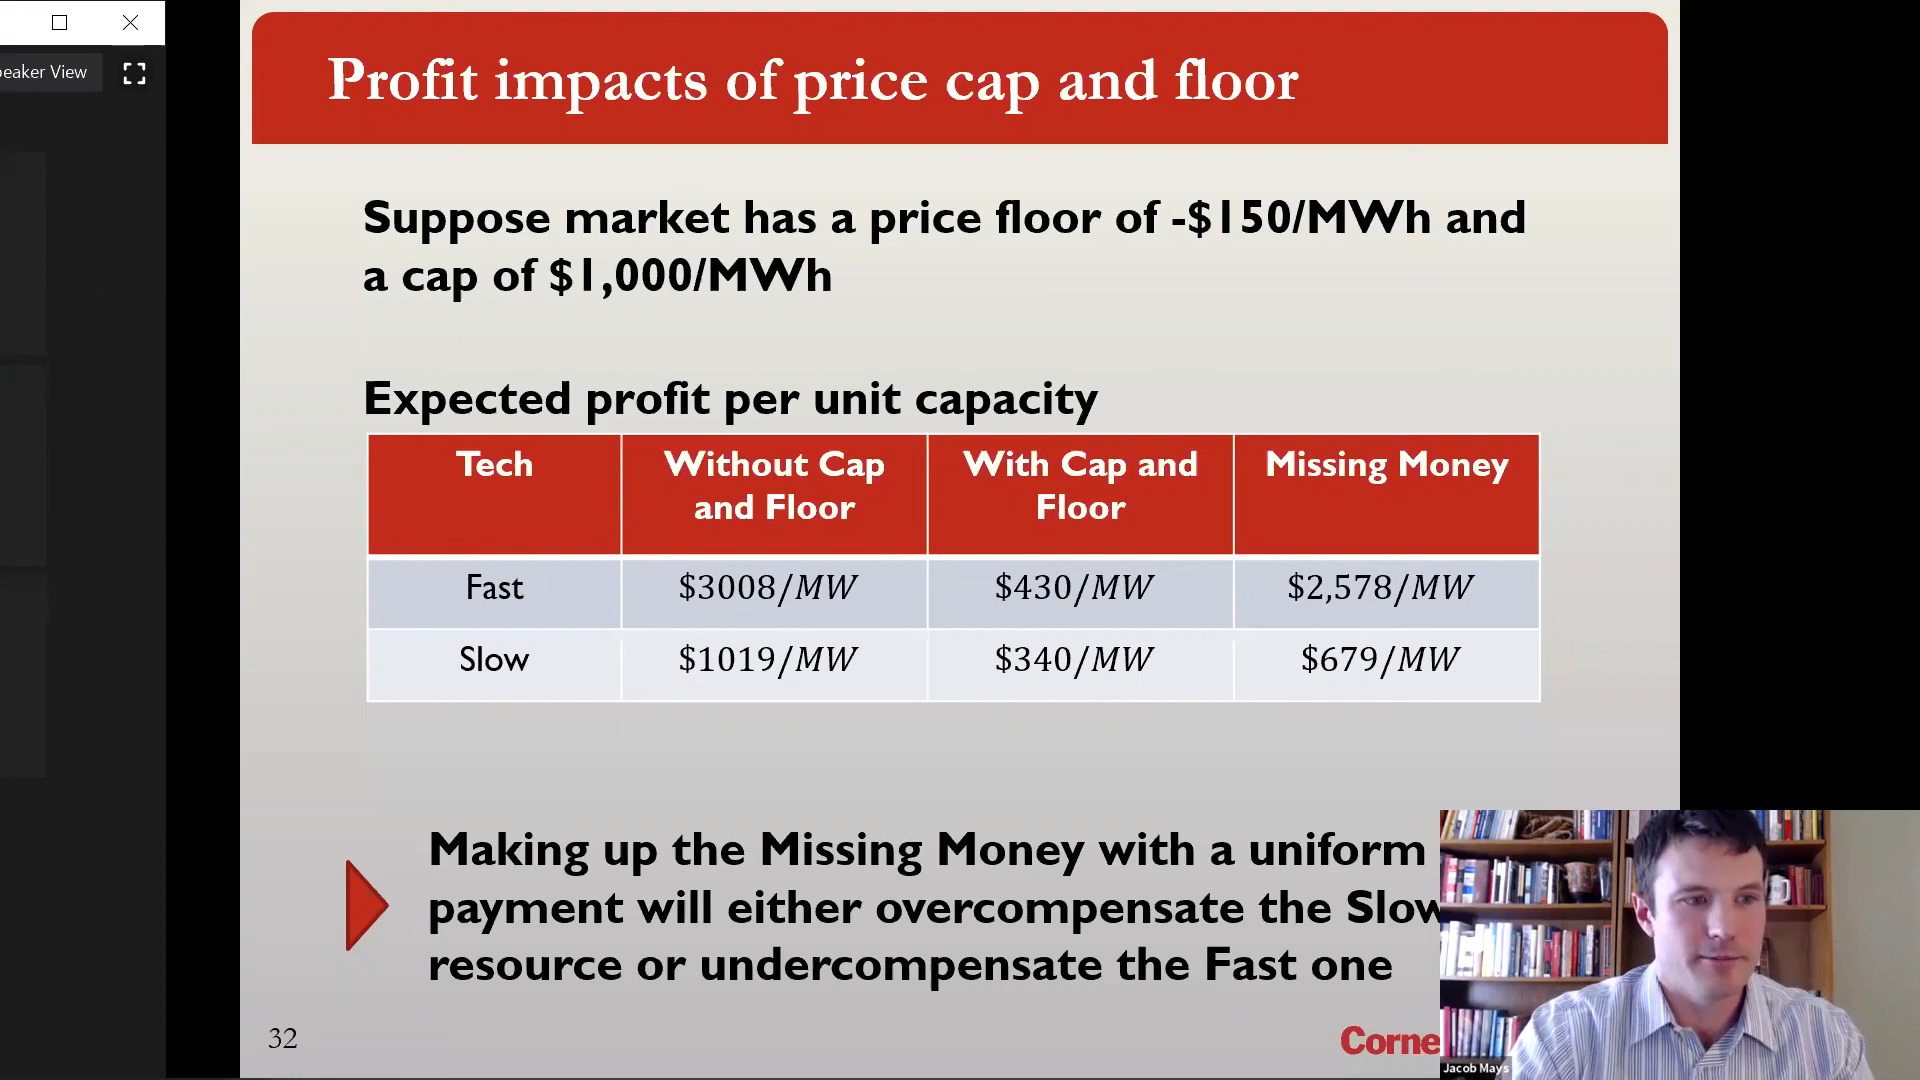 eaker View
Profit impacts of price cap and floor
Suppose market has a price floor of -$150/MWh and
a cap of $1,000/MWh
Expected profit per unit capacity
Tech
Without Cap
and Floor
With Cap and
Floor
Missing Money
Fast
$3008/MW
$430/MW
$2,578/MW
Slow
$1019/MW
$340/MW
$679/MW
Making up the Missing Money with a uniform
payment will either overcompensate the Slow
resource or undercompensate the Fast one
32
Corne
Jacob Mays